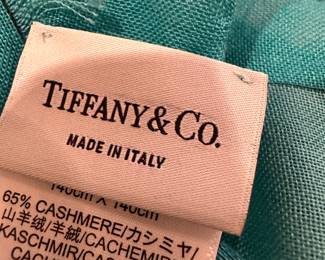 TIFFANY & CO.
MADE IN ITALY
140cm X 140cm
65% CASHMERE/カシミヤ/
山羊绒/羊絨/CACHEMIRE/
KASCHMIR/CACHEMIR/